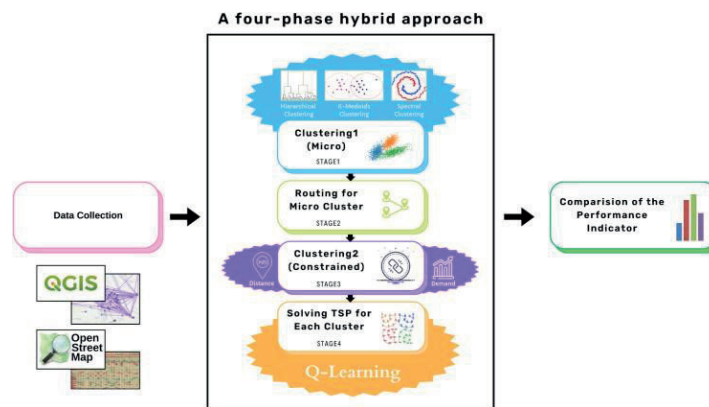 A four-phase hybrid approach
Hierarchical
Clustering
K-Medoids
Clustering
Spectral
Clustering
Clustering1
(Micro)
STAGE1
Routing for
Micro Cluster
STAGE2
Clustering2
(Constrained)
STAGE3
Distance
Demand
Solving TSP for
Each Cluster
STAGE4
Q-Learning
Data Collection
QGIS
Open
Street
Map
Comparision of the
Performance
Indicator